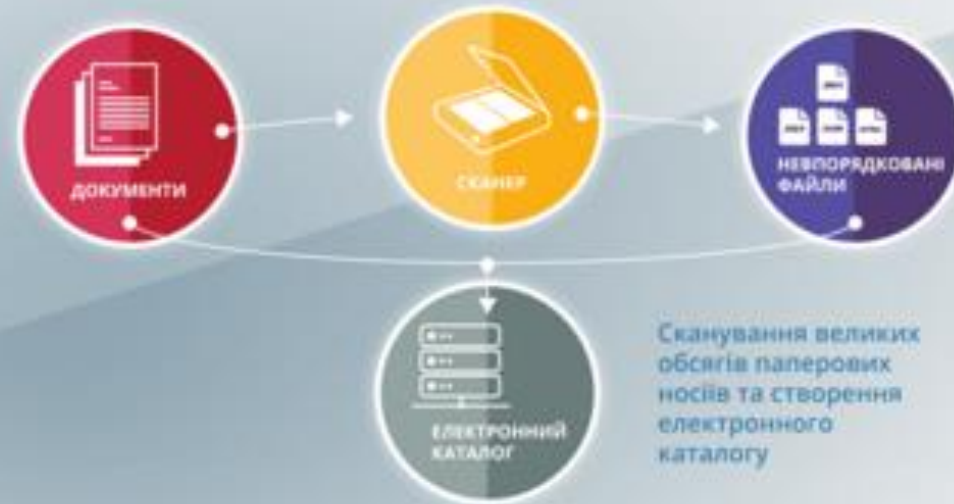 ДОКУМЕНТИ
СКАНЕР
НЕВПОРЯДКОВАНІ
ФАЙЛИ
ЕЛЕКТРОННИЙ
КАТАЛОГ
Сканування великих
обсягів паперових
носіїв та створення
електронного
каталогу